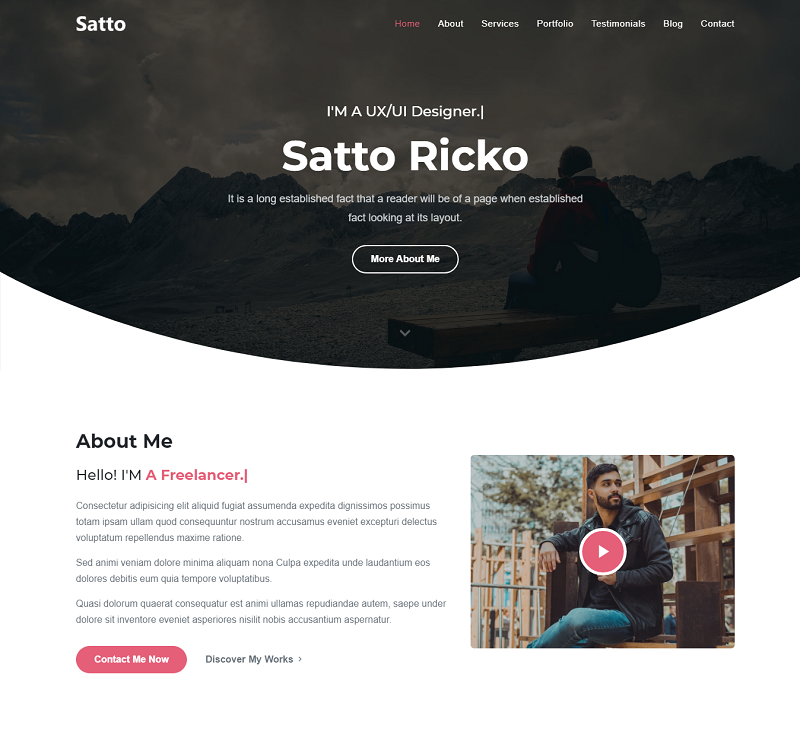 Satto
Home About Services Portfolio Testimonials Blog Contact
I'M A UX/UI Designer.|
Satto Ricko
It is a long established fact that a reader will be of a page when established
fact looking at its layout.
More About Me
About Me
Hello! I'M A Freelancer.|
Consectetur adipisicing elit aliquid fugiat assumenda expedita dignissimos possimus
totam ipsam ullam quod consequuntur nostrum accusamus eveniet excepturi delectus
voluptatum repellendus maxime ratione.
Sed animi veniam dolore minima aliquam nona Culpa expedita unde laudantium eos
dolores debitis eum quia tempore voluptatibus.
Quasi dolorum quaerat consequatur est animi ullamas repudiandae autem, saepe under
dolore sit inventore eveniet asperiores nisilit nobis accusantium aspernatur.
Contact Me Now Discover My Works ›